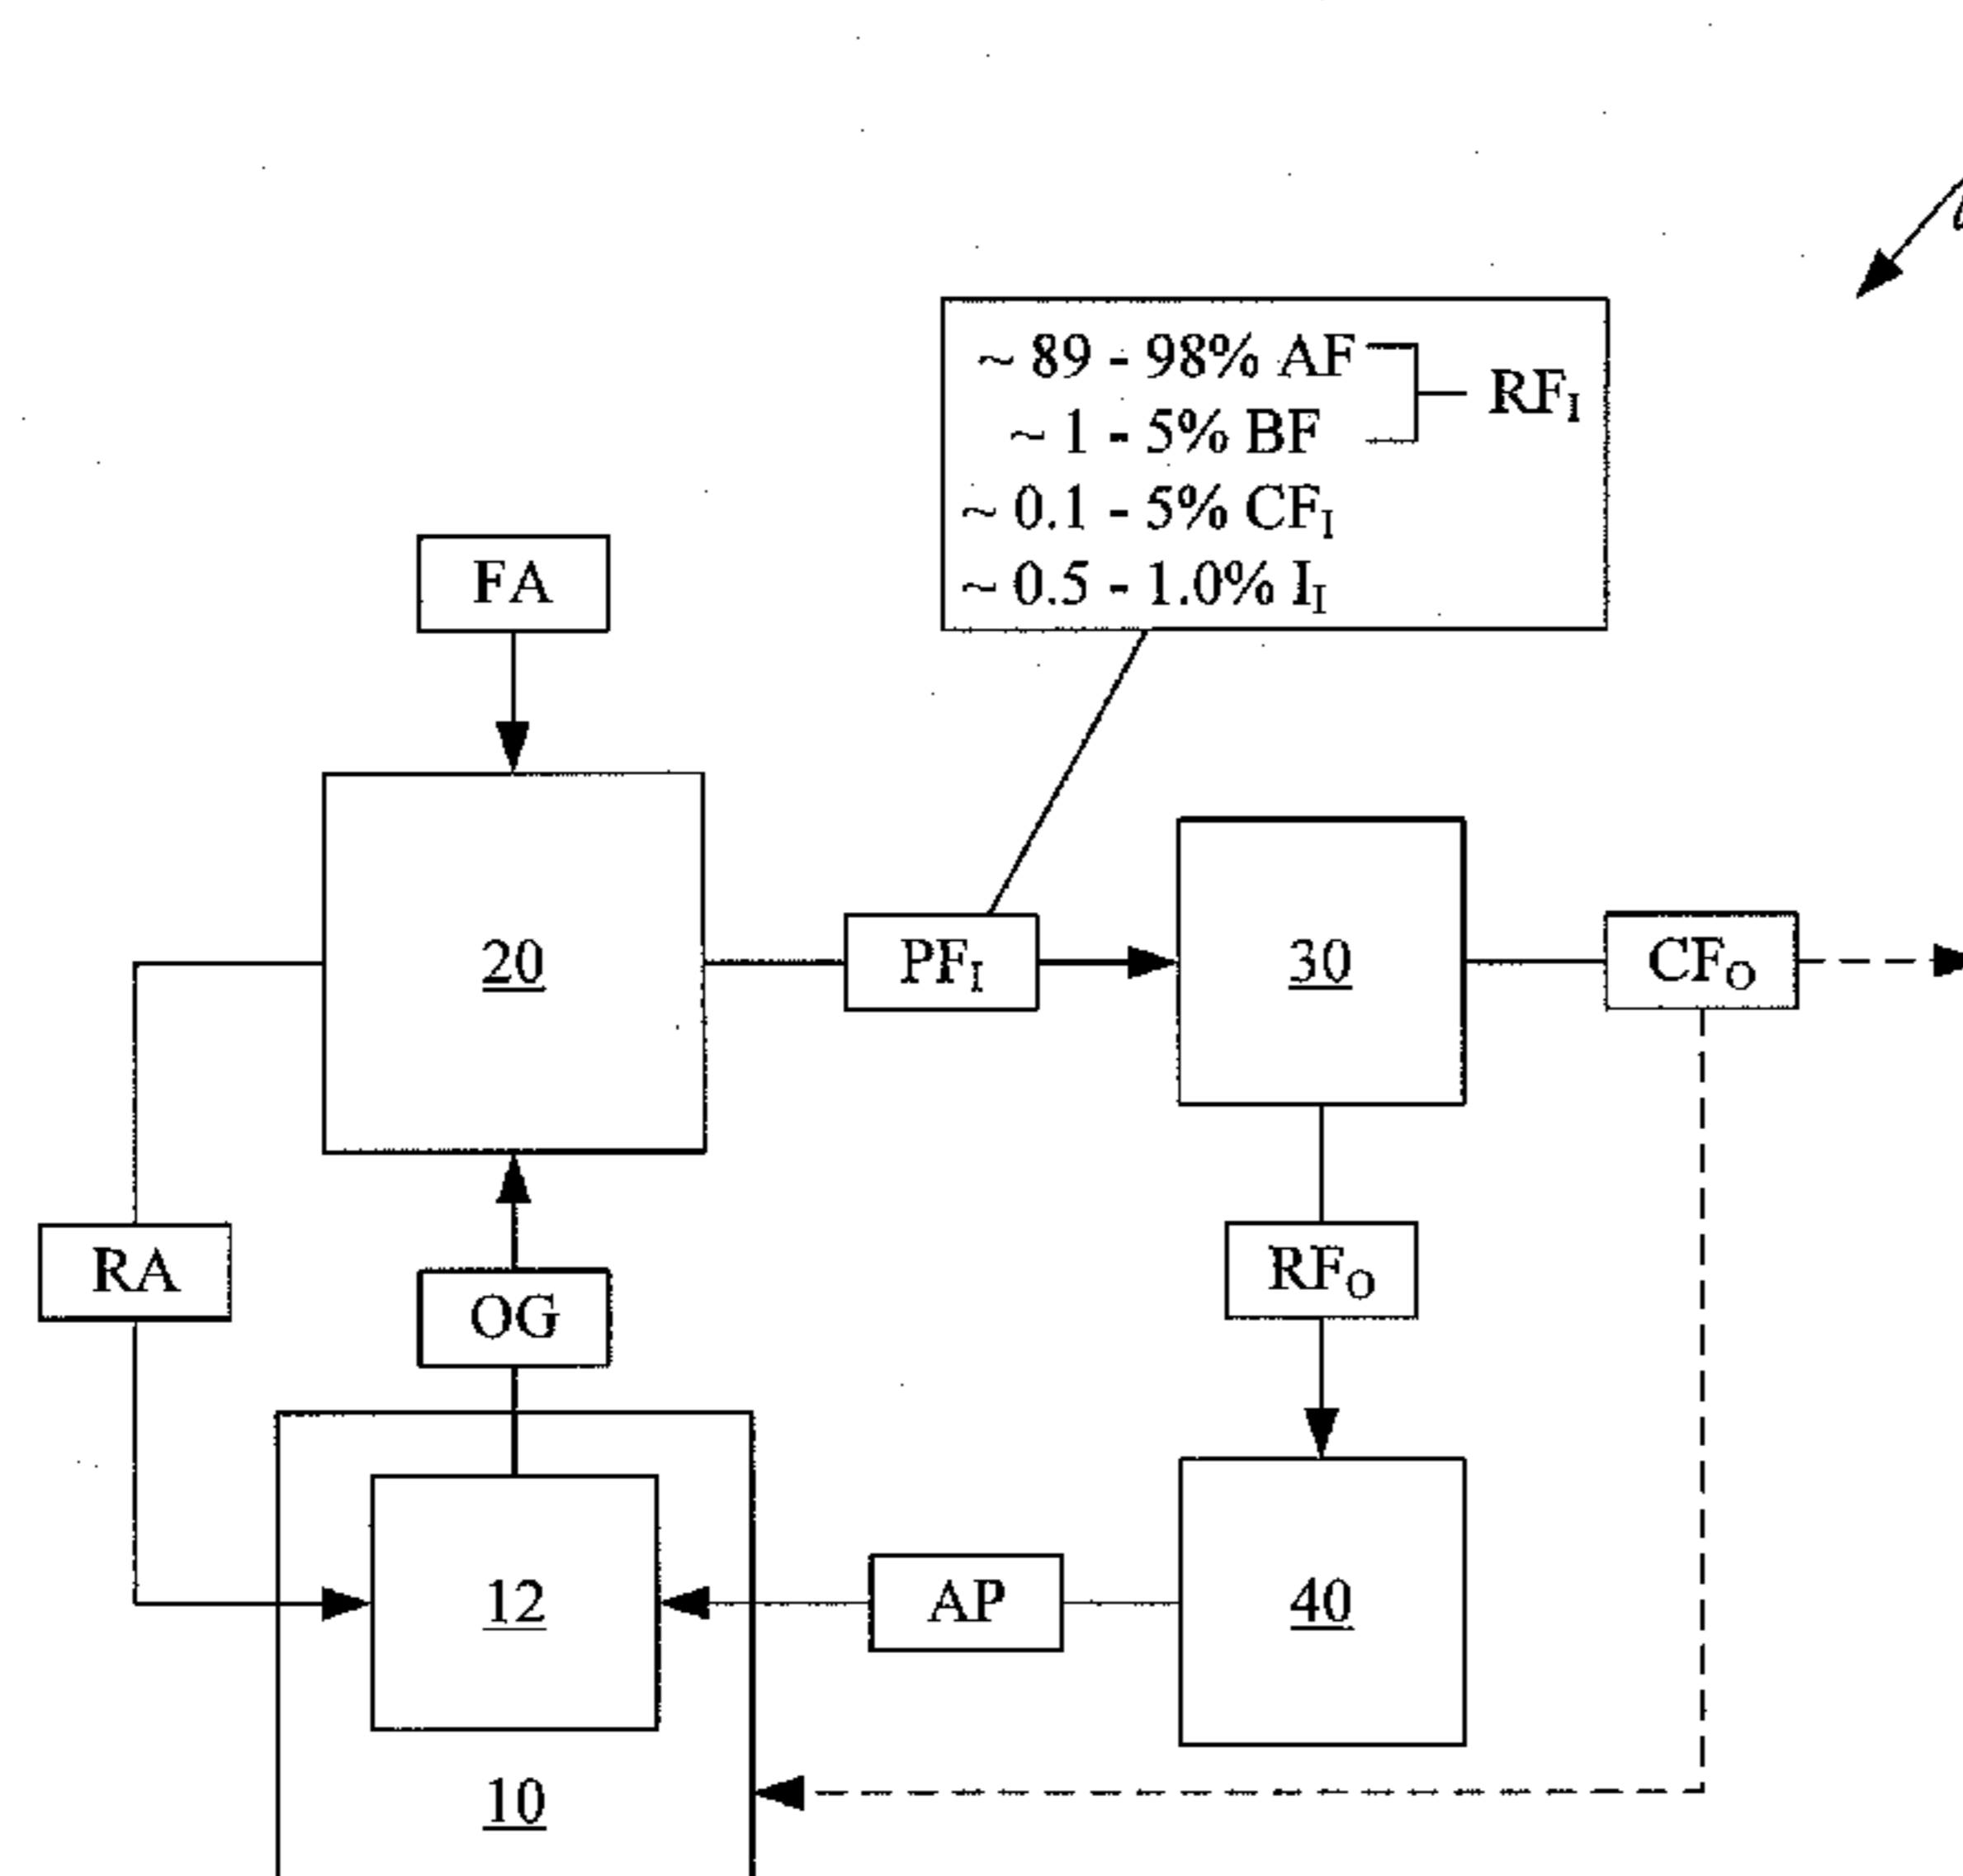 ~ 89 - 98% AF
RF_I
~ 1 - 5% BF
~ 0.1 - 5% CF_I
~ 0.5 - 1.0% I_I
FA
20
PF_I
30
CF_O
RA
OG
RF_O
12
AP
40
10